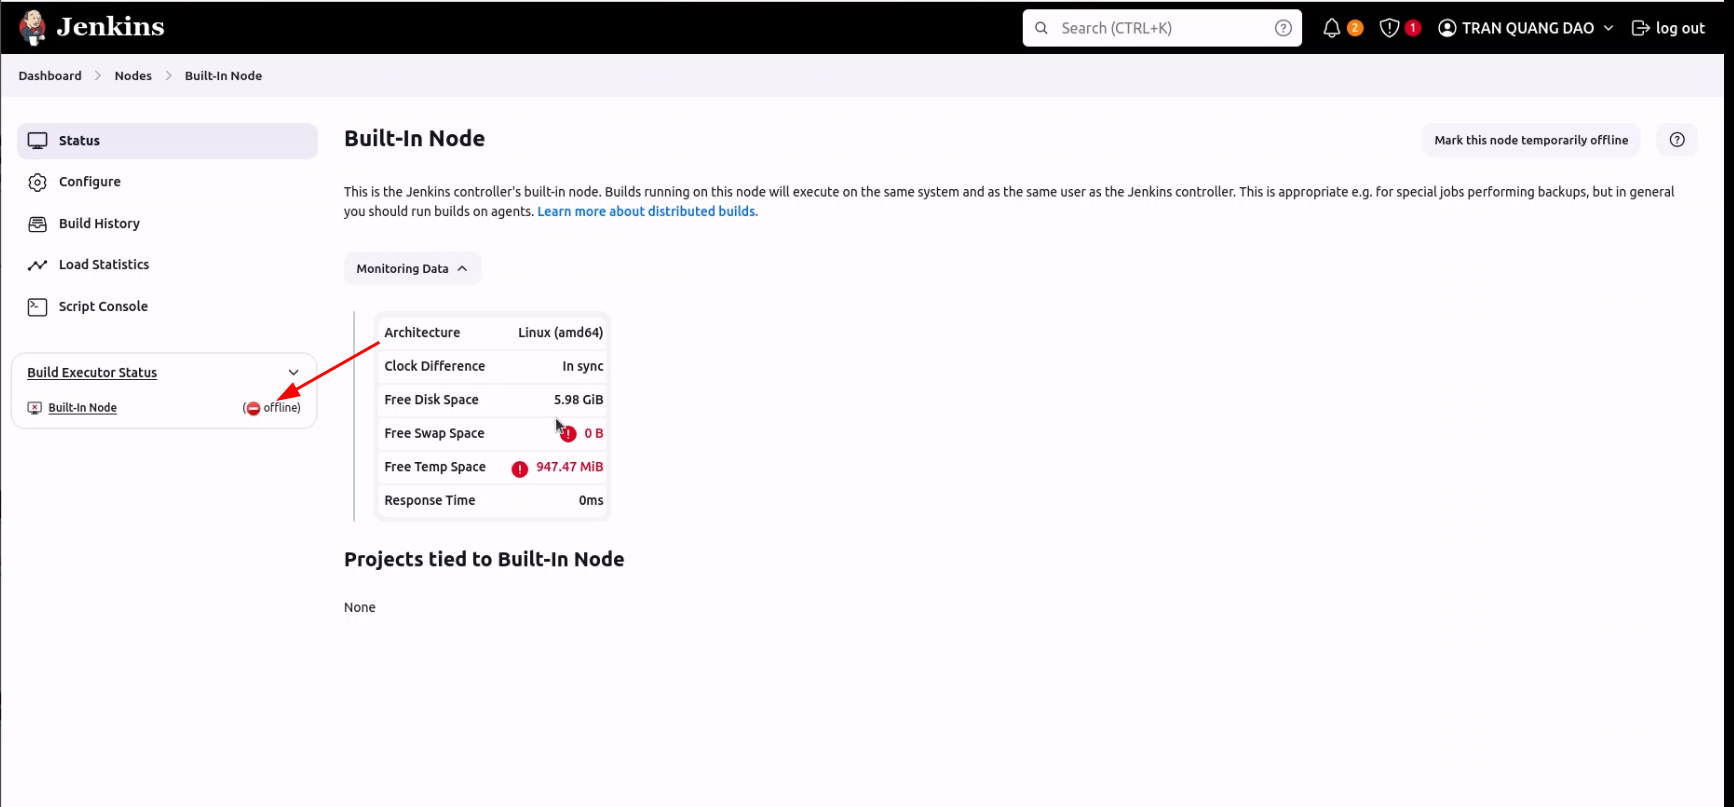 Jenkins
Search (CTRL+K)
2
1
TRAN QUANG DAO
log out
Dashboard
Nodes
Built-In Node
Status
Configure
Build History
Load Statistics
Script Console
Build Executor Status
Built-In Node
(offline)
Built-In Node
Mark this node temporarily offline
This is the Jenkins controller's built-in node. Builds running on this node will execute on the same system and as the same user as the Jenkins controller. This is appropriate e.g. for special jobs performing backups, but in general
you should run builds on agents. Learn more about distributed builds.
Monitoring Data
Architecture Linux (amd64)
Clock Difference In sync
Free Disk Space 5.98 GiB
Free Swap Space 0 B
Free Temp Space 947.47 MiB
Response Time 0ms
Projects tied to Built-In Node
None